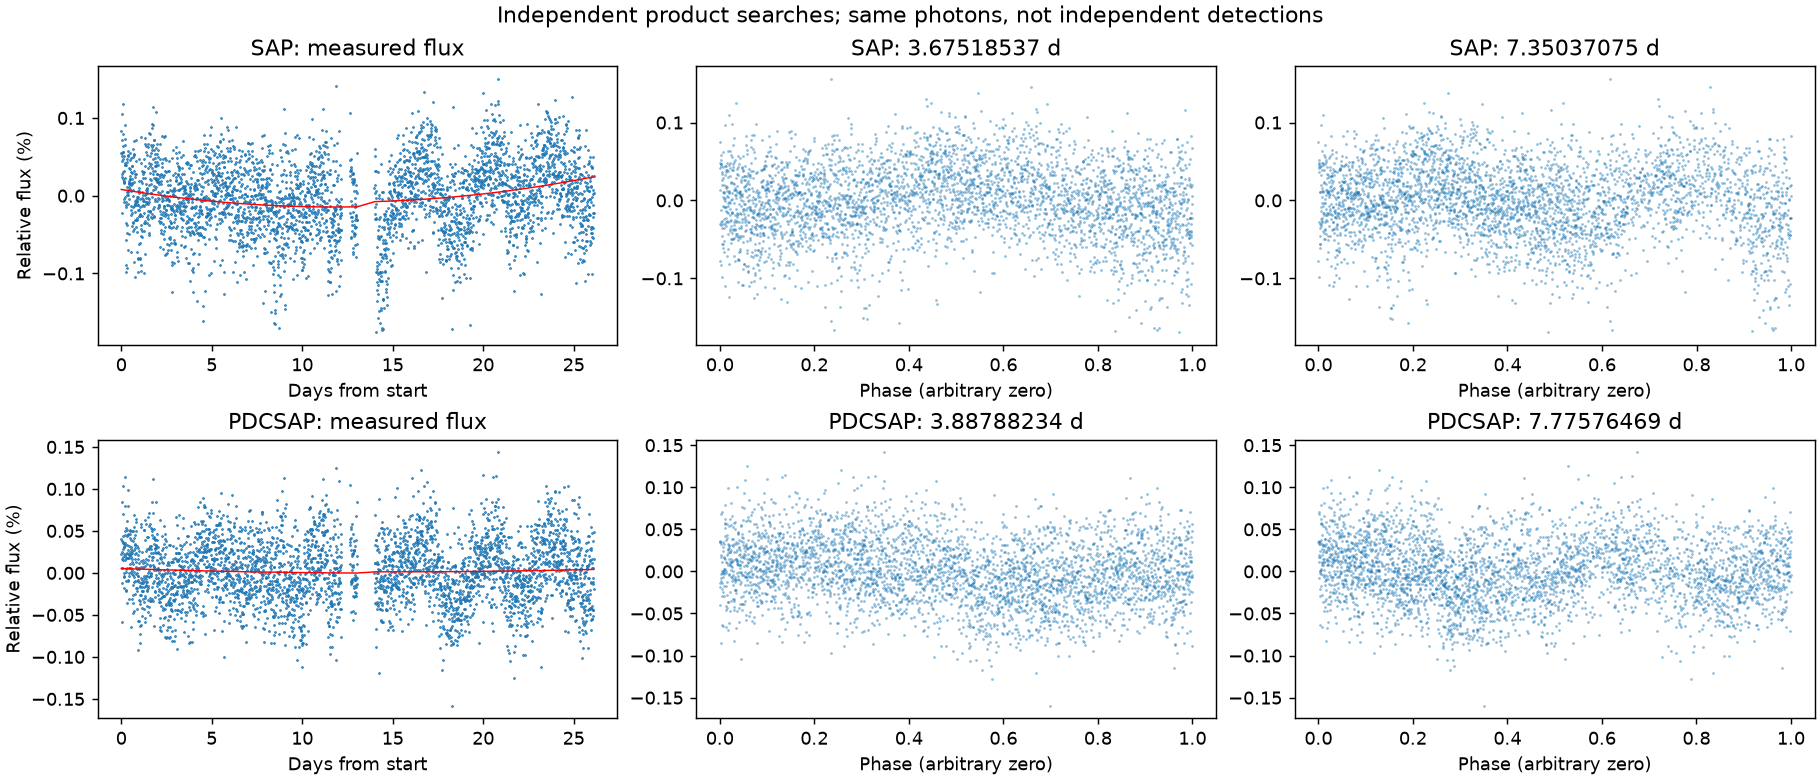 Independent product searches; same photons, not independent detections
SAP: measured flux
SAP: 3.67518537 d
SAP: 7.35037075 d
Relative flux (%)
0.1
0.0
−0.1
0.1
0.0
−0.1
0.1
0.0
−0.1
0 5 10 15 20 25
0.0 0.2 0.4 0.6 0.8 1.0
0.0 0.2 0.4 0.6 0.8 1.0
Days from start
Phase (arbitrary zero)
Phase (arbitrary zero)
PDCSAP: measured flux
PDCSAP: 3.88788234 d
PDCSAP: 7.77576469 d
Relative flux (%)
0.15
0.10
0.05
0.00
−0.05
−0.10
−0.15
0.15
0.10
0.05
0.00
−0.05
−0.10
−0.15
0.15
0.10
0.05
0.00
−0.05
−0.10
−0.15
0 5 10 15 20 25
0.0 0.2 0.4 0.6 0.8 1.0
0.0 0.2 0.4 0.6 0.8 1.0
Days from start
Phase (arbitrary zero)
Phase (arbitrary zero)